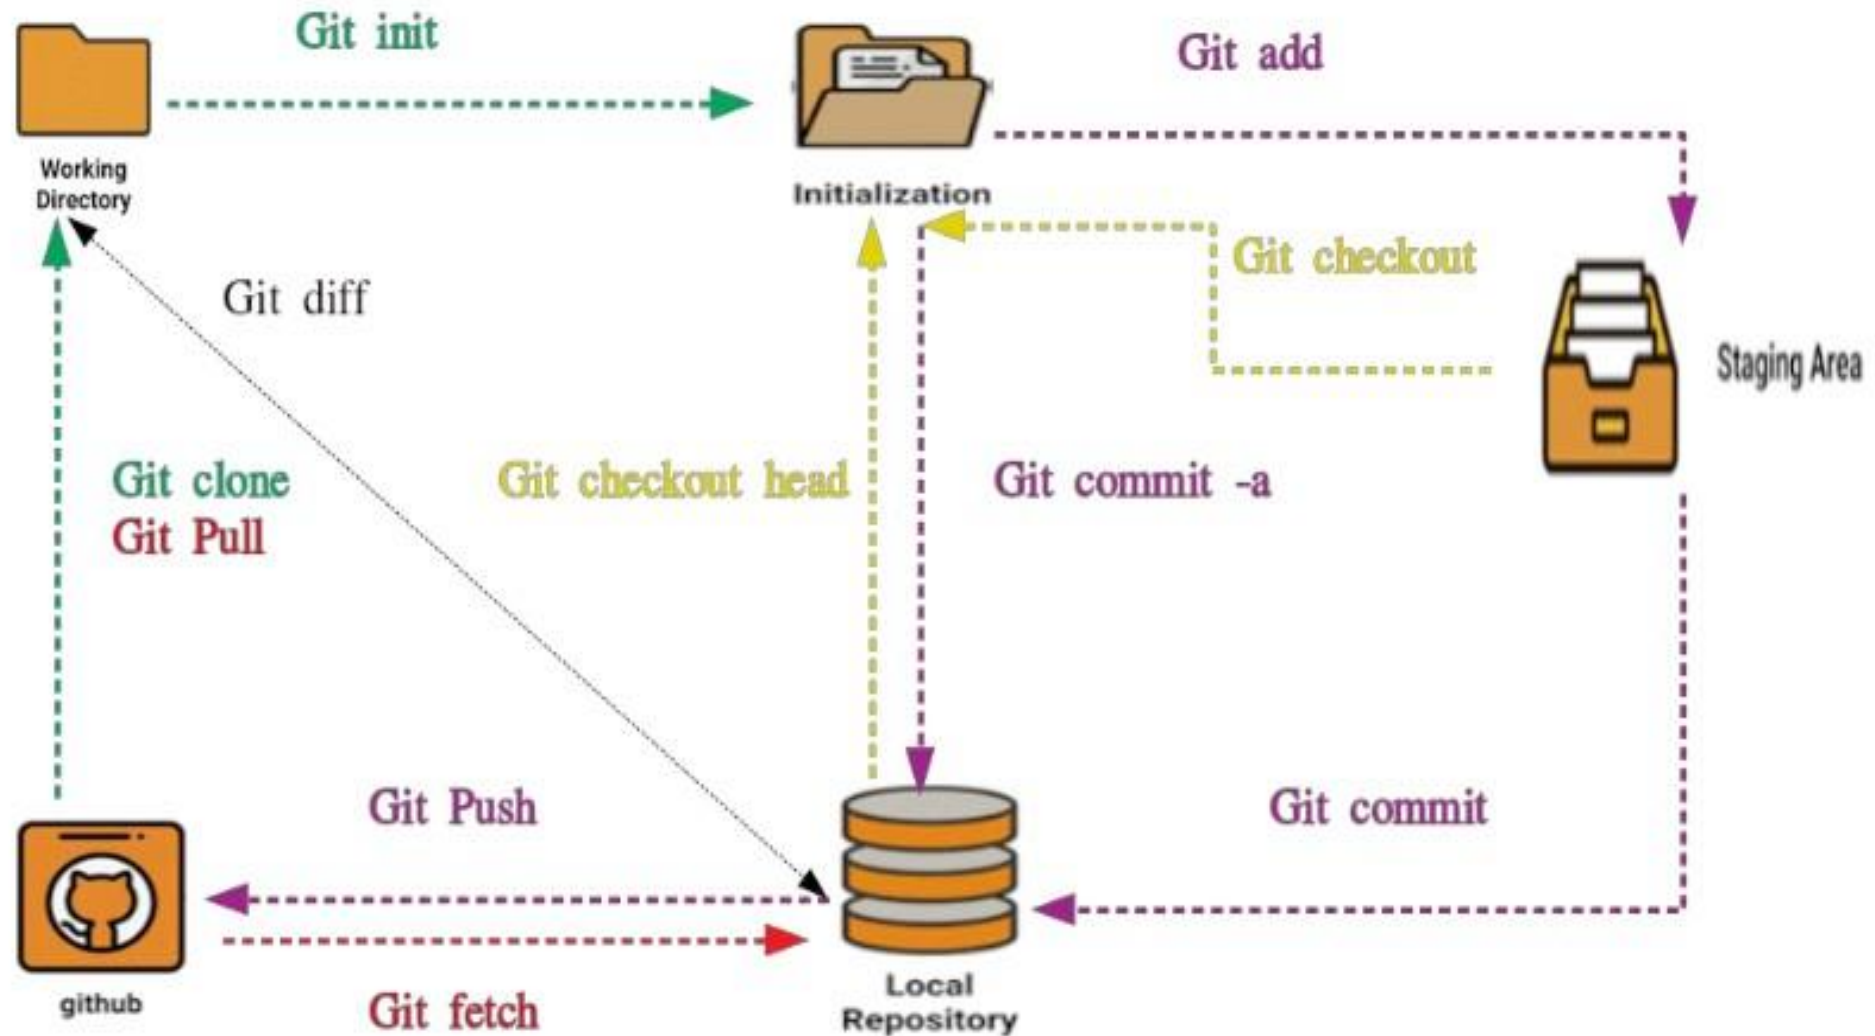 Git init
Git add
Working
Directory
Initialization
Git checkout
Git diff
Staging Area
Git clone
Git Pull
Git checkout head
Git commit -a
Git Push
Git commit
github
Git fetch
Local
Repository